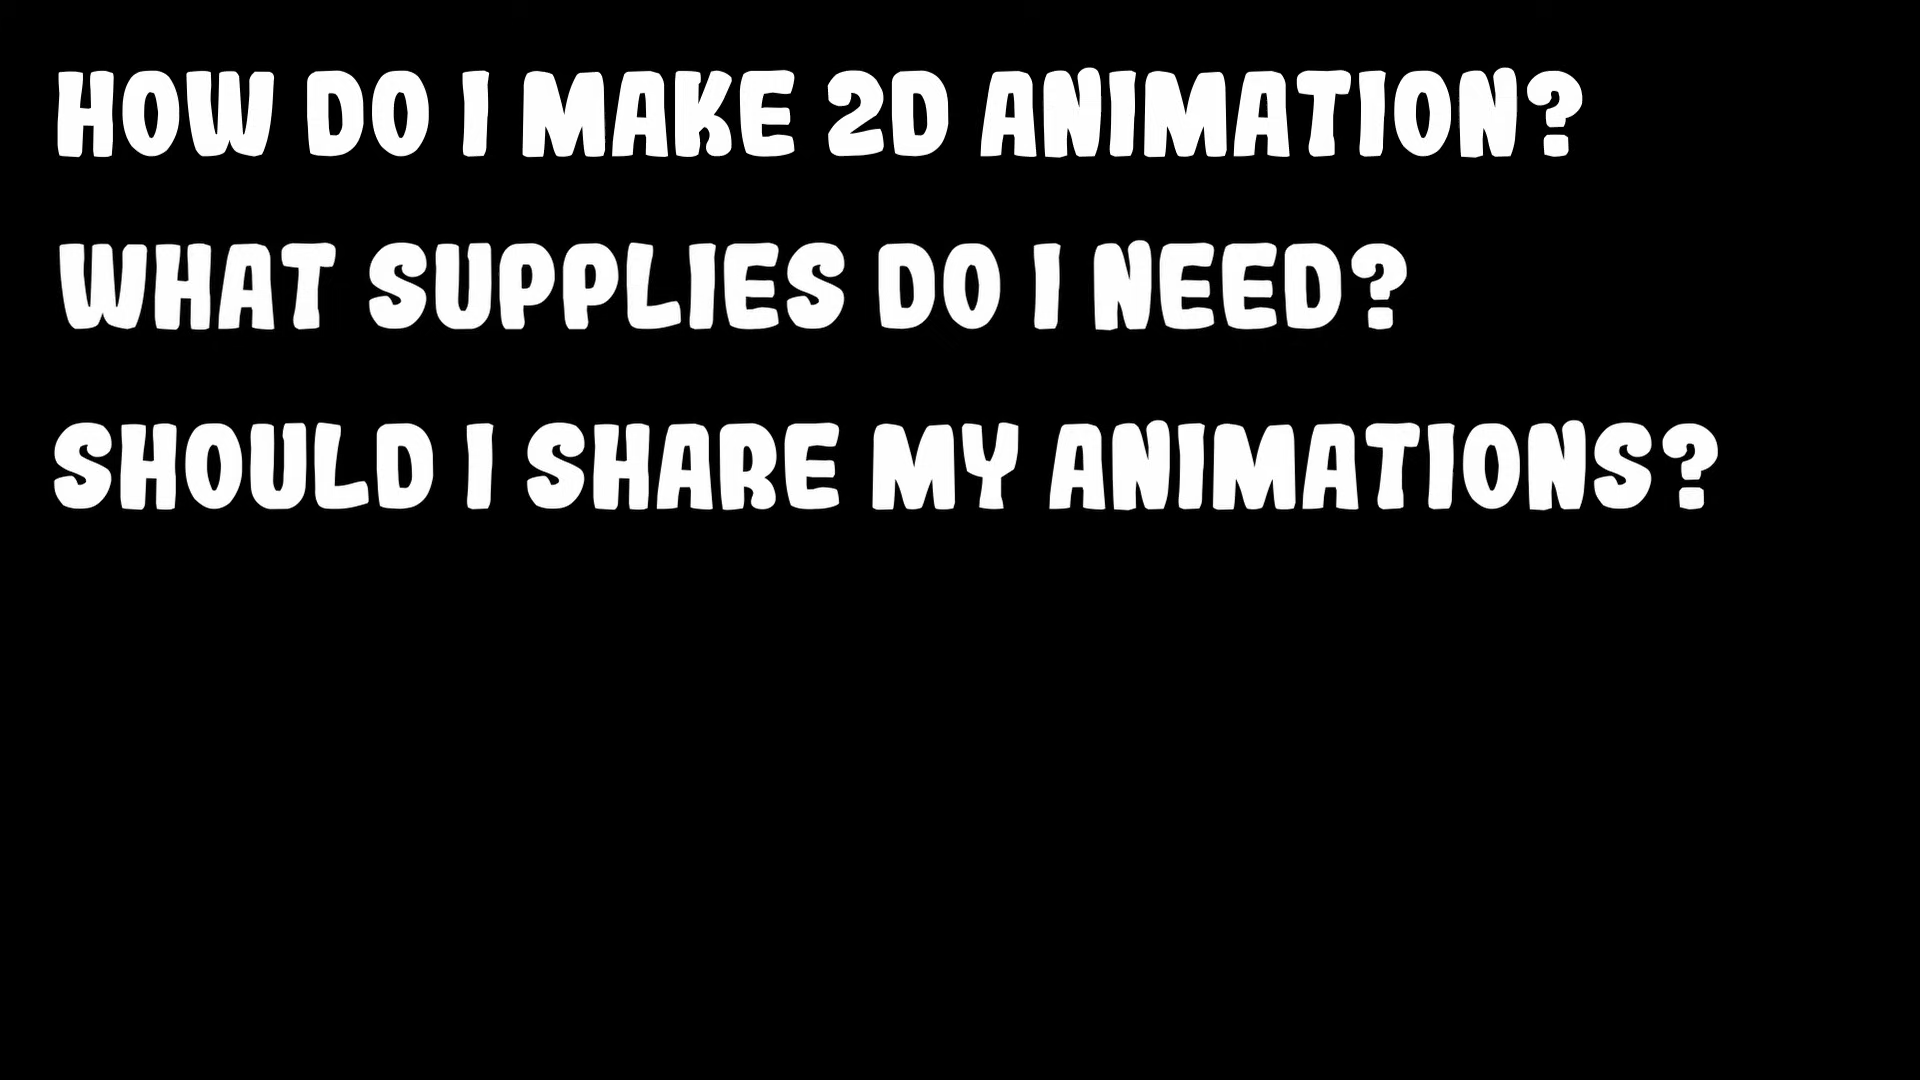 HOW DO I MAKE 2D ANIMATION?
WHAT SUPPLIES DO I NEED?
SHOULD I SHARE MY ANIMATIONS?